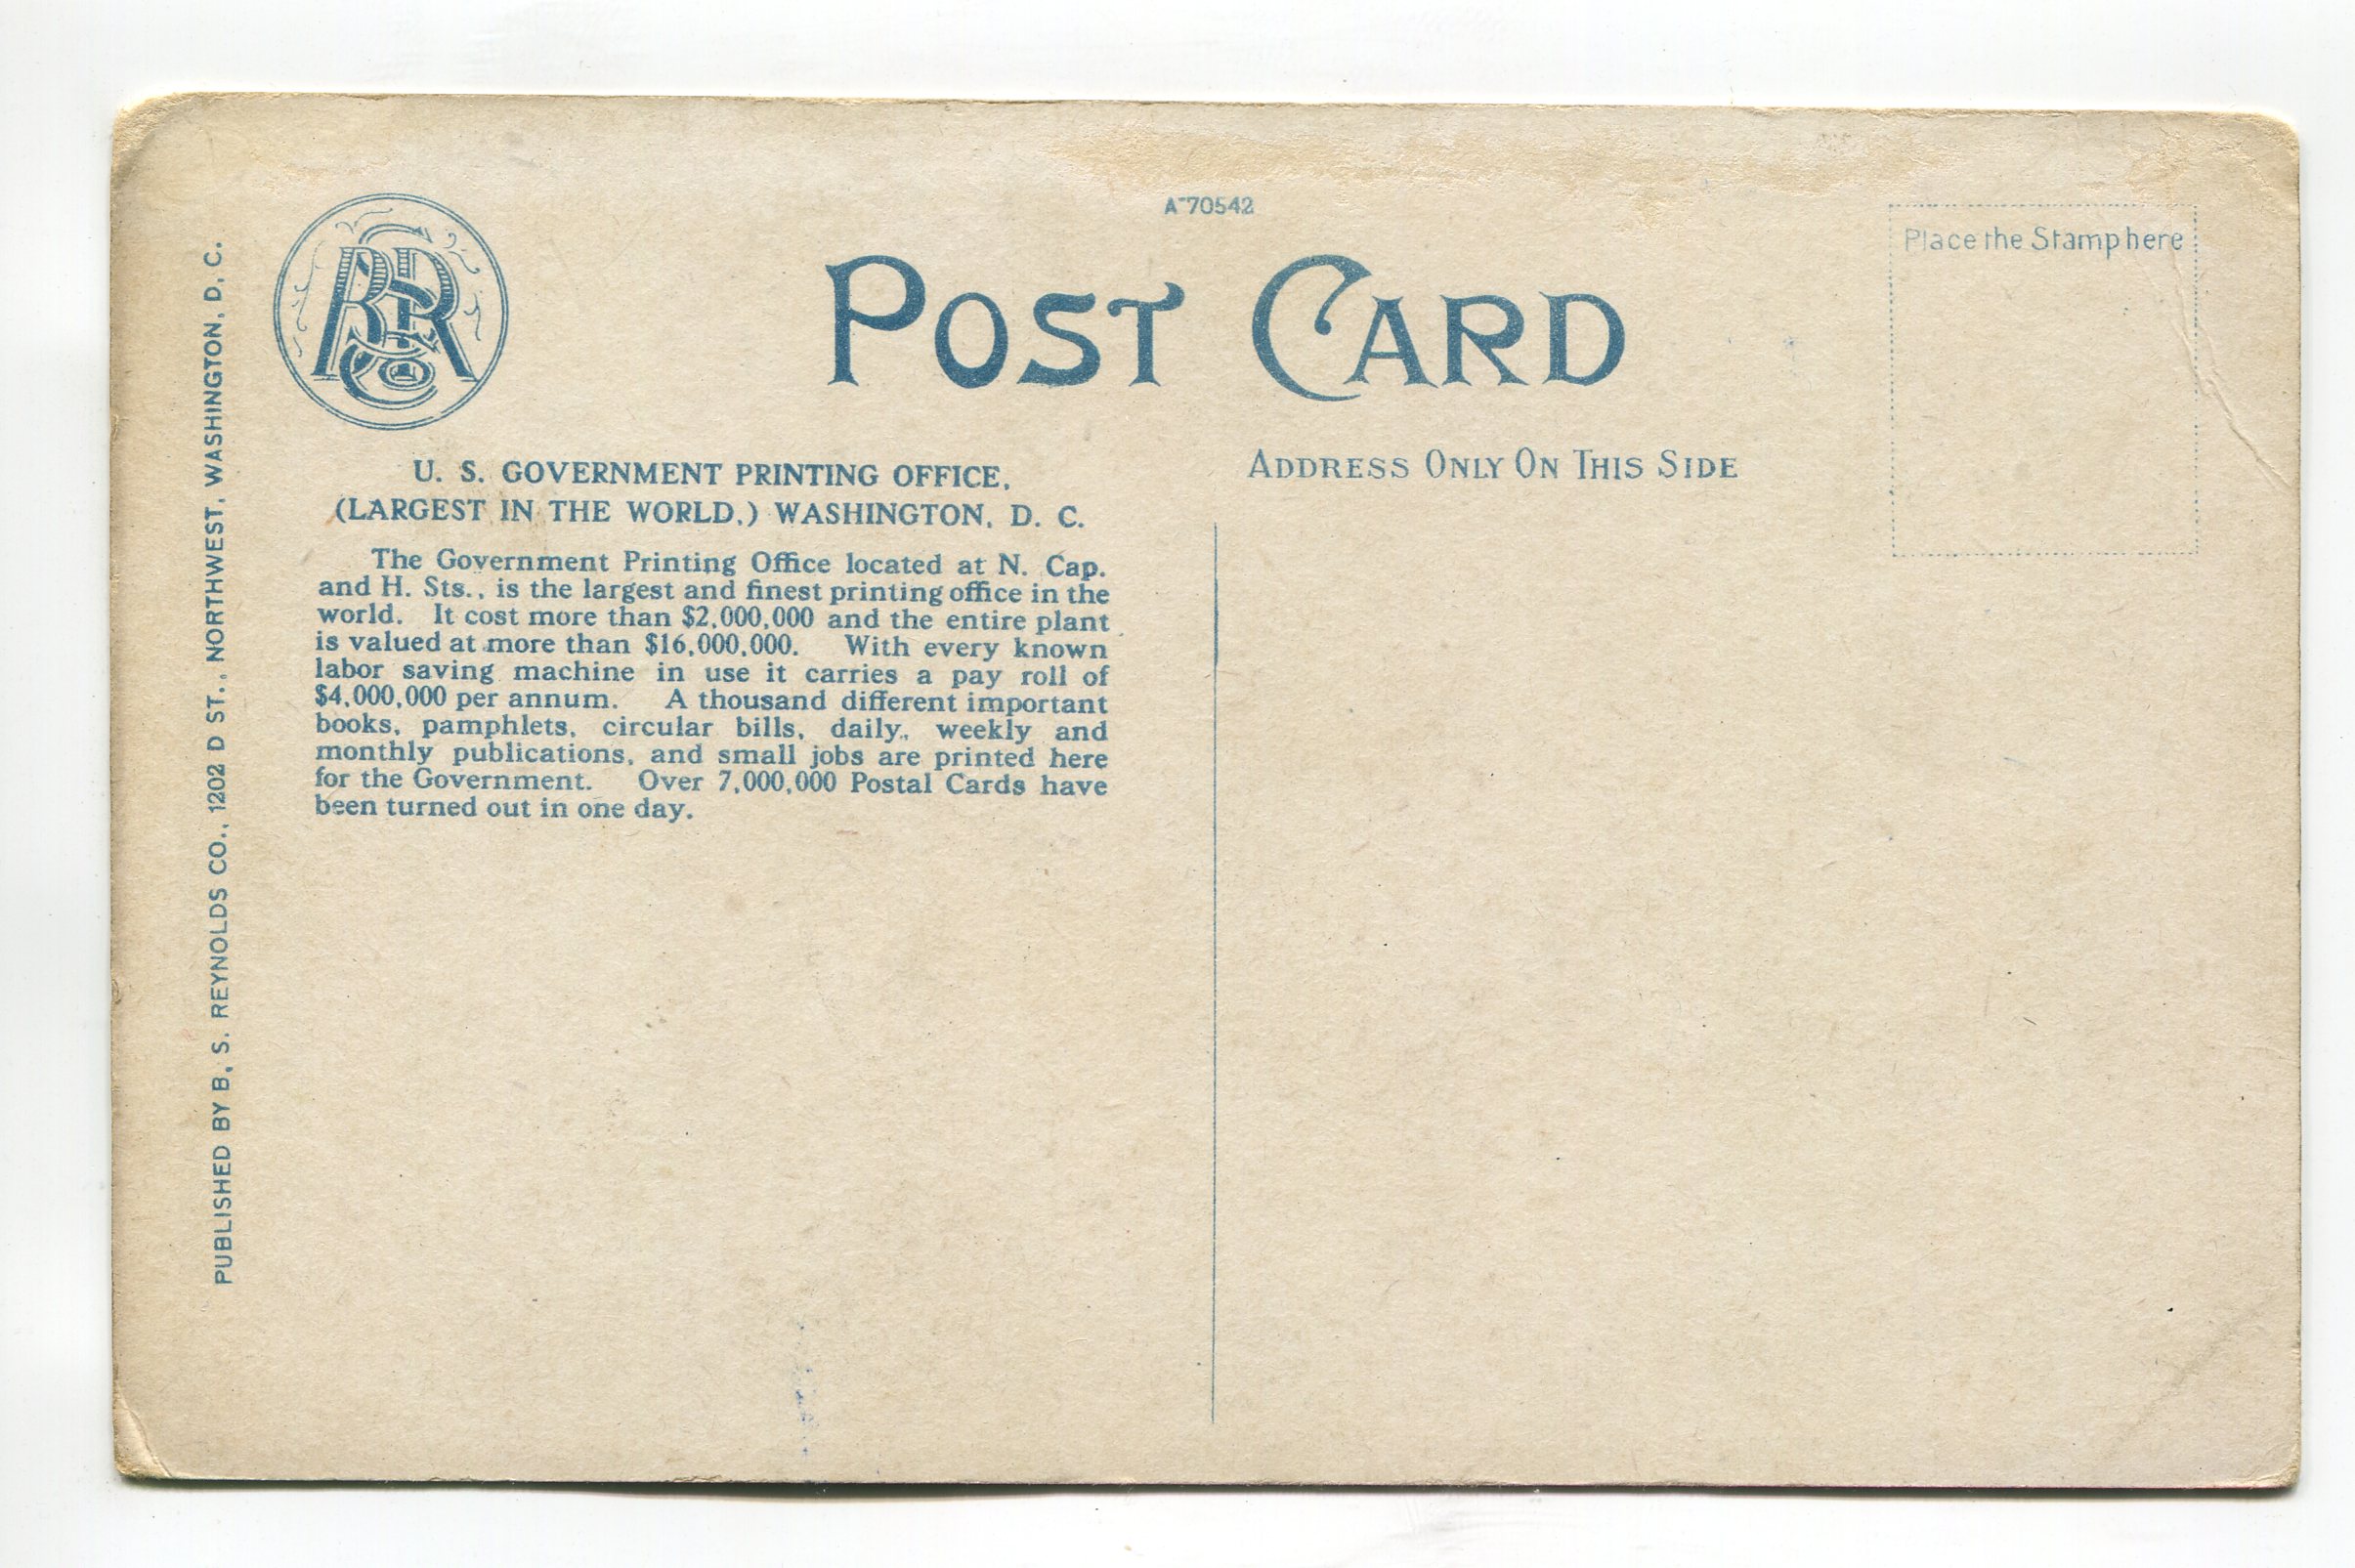 A-70542
POST CARD
Place the Stamp here
BSR Co
ADDRESS ONLY ON THIS SIDE
U. S. GOVERNMENT PRINTING OFFICE,
(LARGEST IN THE WORLD,) WASHINGTON, D. C.
The Government Printing Office located at N. Cap.
and H. Sts., is the largest and finest printing office in the
world. It cost more than $2,000,000 and the entire plant
is valued at more than $16,000,000. With every known
labor saving machine in use it carries a pay roll of
$4,000,000 per annum. A thousand different important
books, pamphlets, circular bills, daily, weekly and
monthly publications, and small jobs are printed here
for the Government. Over 7,000,000 Postal Cards have
been turned out in one day.
PUBLISHED BY B. S. REYNOLDS CO., 1202 D ST., NORTHWEST, WASHINGTON, D. C.